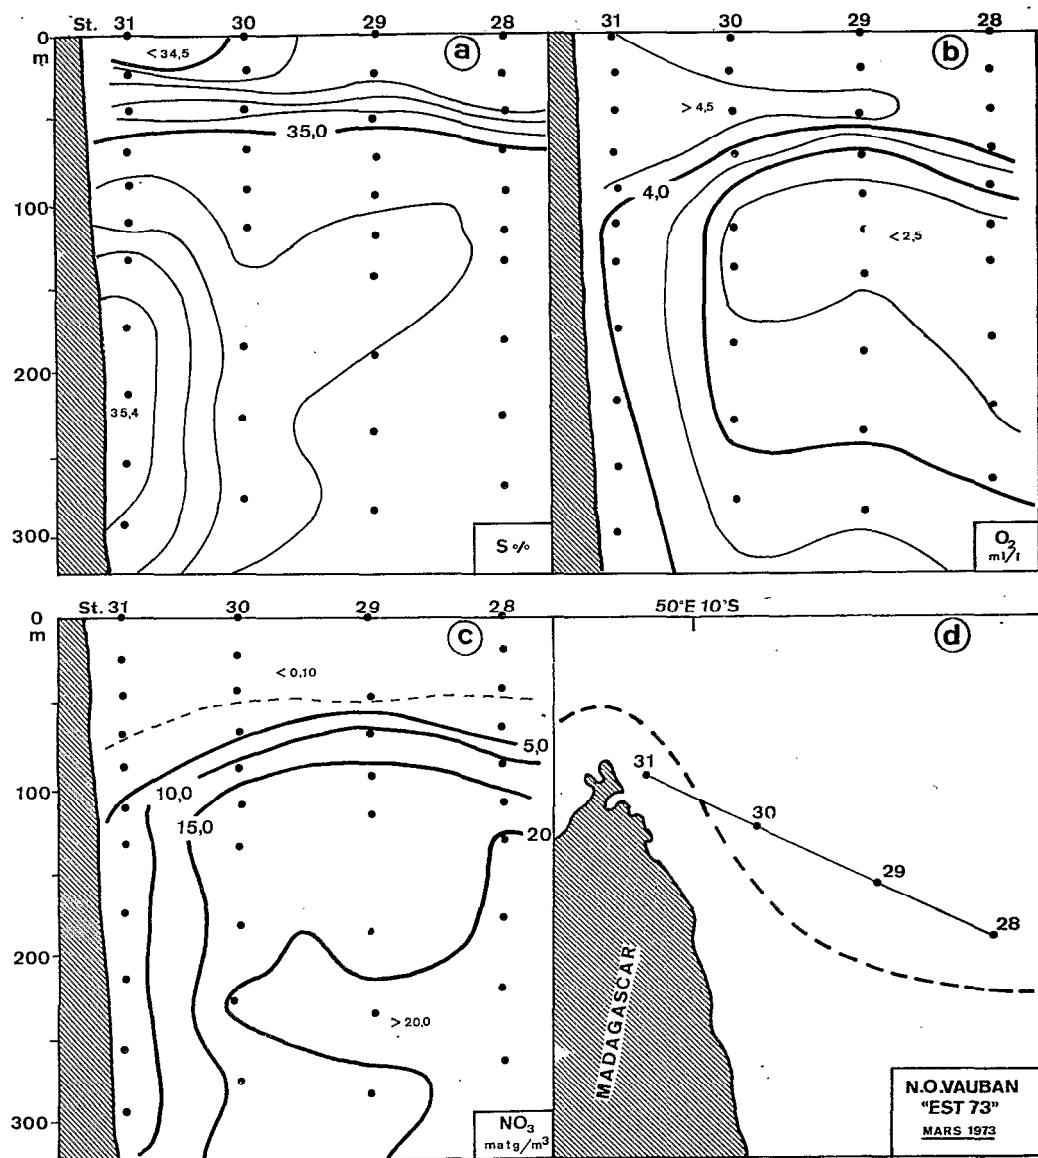 St. 31 30 29 28
0
m
100
200
300
< 34,5
35,0
35,4
a
S %
31 30 29 28
> 4,5
4,0
< 2,5
b
O2
ml/l
St. 31 30 29 28
0
m
100
200
300
< 0,10
5,0
10,0
15,0
20
> 20,0
c
NO3
matg/m3
50°E 10°S
d
31
30
29
28
MADAGASCAR
N.O.VAUBAN
"EST 73"
MARS 1973